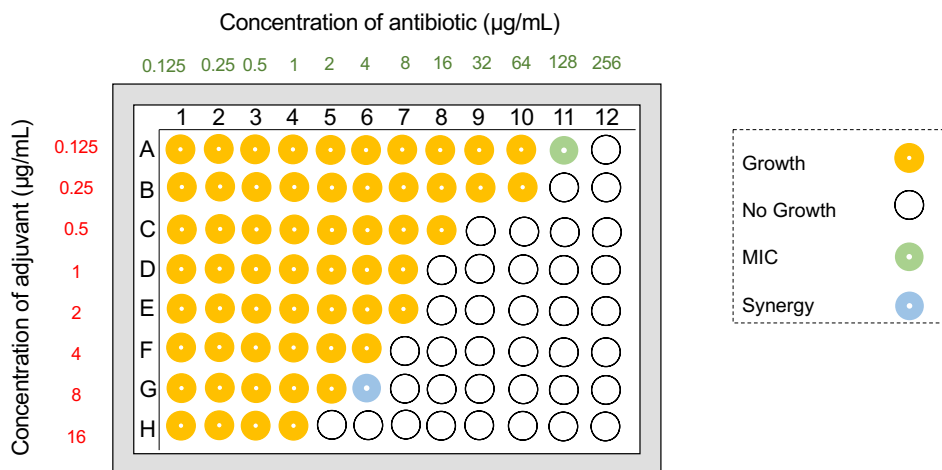 Concentration of antibiotic (µg/mL)
0.125 0.25 0.5 1 2 4 8 16 32 64 128 256
Concentration of adjuvant (µg/mL)
1 2 3 4 5 6 7 8 9 10 11 12
0.125 A
0.25 B
0.5 C
1 D
2 E
4 F
8 G
16 H
Growth
No Growth
MIC
Synergy